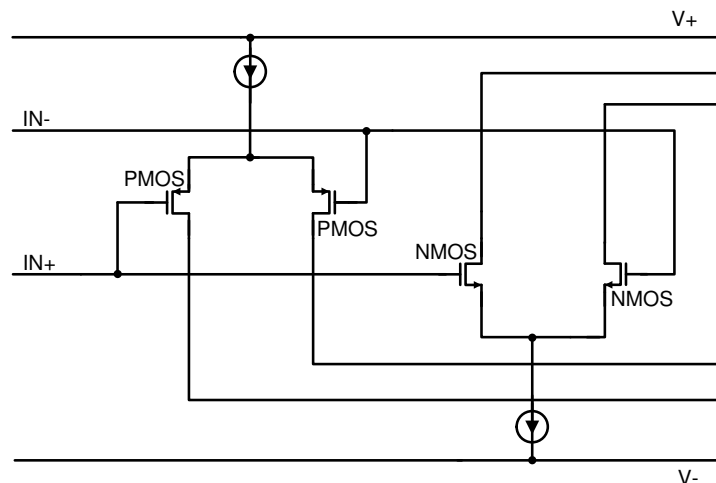 V+
IN-
PMOS
PMOS
NMOS
IN+
NMOS
V-